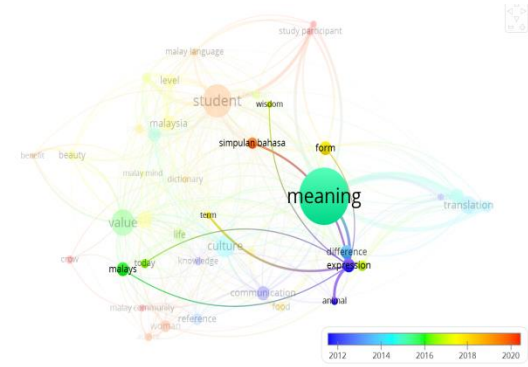 study participant
malay language
level
student
wisdom
malaysia
simpulan bahasa
form
benefit
beauty
malay mind
dictionary
meaning
translation
term
value
life
culture
difference
today
knowledge
expression
crow
malays
communication
animal
food
malay community
reference
woman
2012 2014 2016 2018 2020